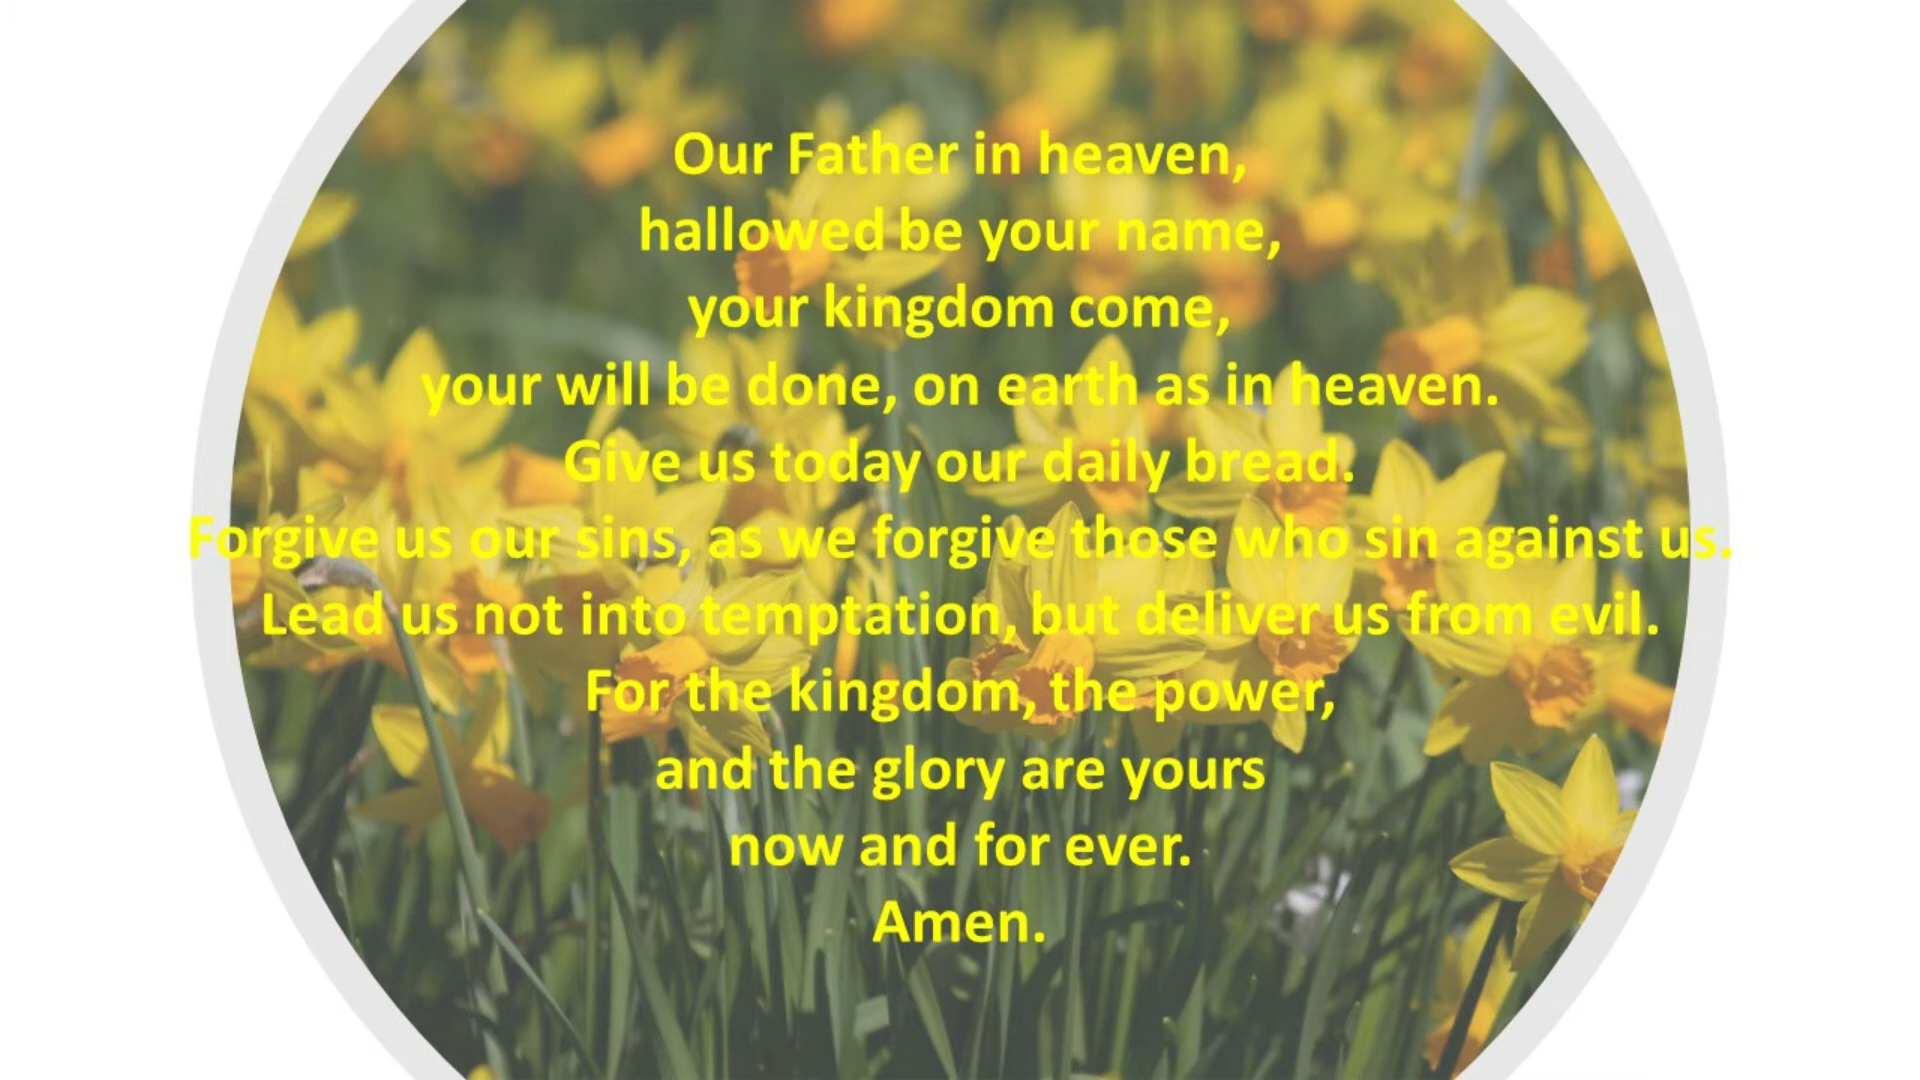 Our Father in heaven,
hallowed be your name,
your kingdom come,
your will be done, on earth as in heaven.
Give us today our daily bread.
Forgive us our sins, as we forgive those who sin against us.
Lead us not into temptation, but deliver us from evil.
For the kingdom, the power,
and the glory are yours
now and for ever.
Amen.